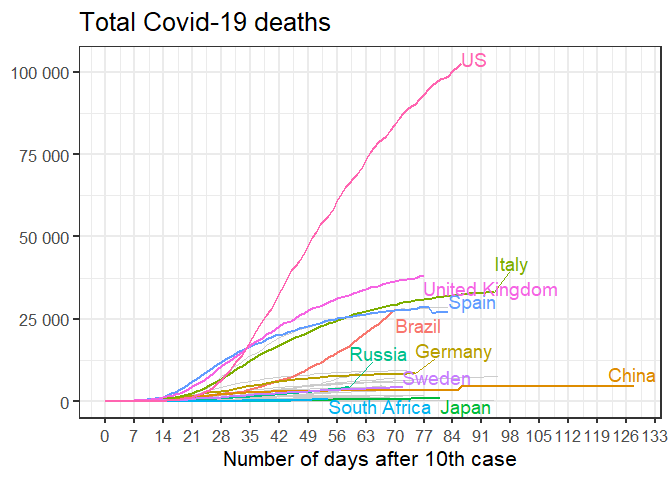 Total Covid-19 deaths
100 000
75 000
50 000
25 000
0
US
Italy
United Kingdom
Spain
Brazil
Russia
Germany
Sweden
China
South Africa
Japan
0 7 14 21 28 35 42 49 56 63 70 77 84 91 98 105 112 119 126 133
Number of days after 10th case